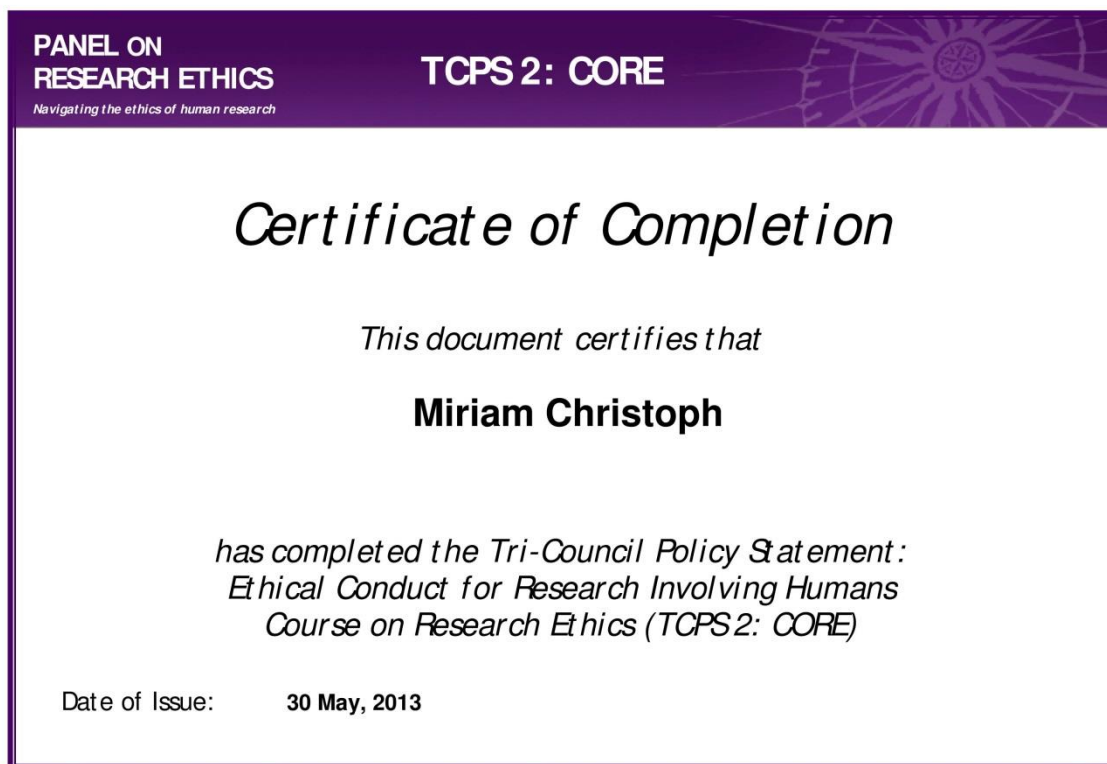 PANEL ON
RESEARCH ETHICS
Navigating the ethics of human research
TCPS 2: CORE
Certificate of Completion
This document certifies that
Miriam Christoph
has completed the Tri-Council Policy Statement:
Ethical Conduct for Research Involving Humans
Course on Research Ethics (TCPS 2: CORE)
Date of Issue: 30 May, 2013